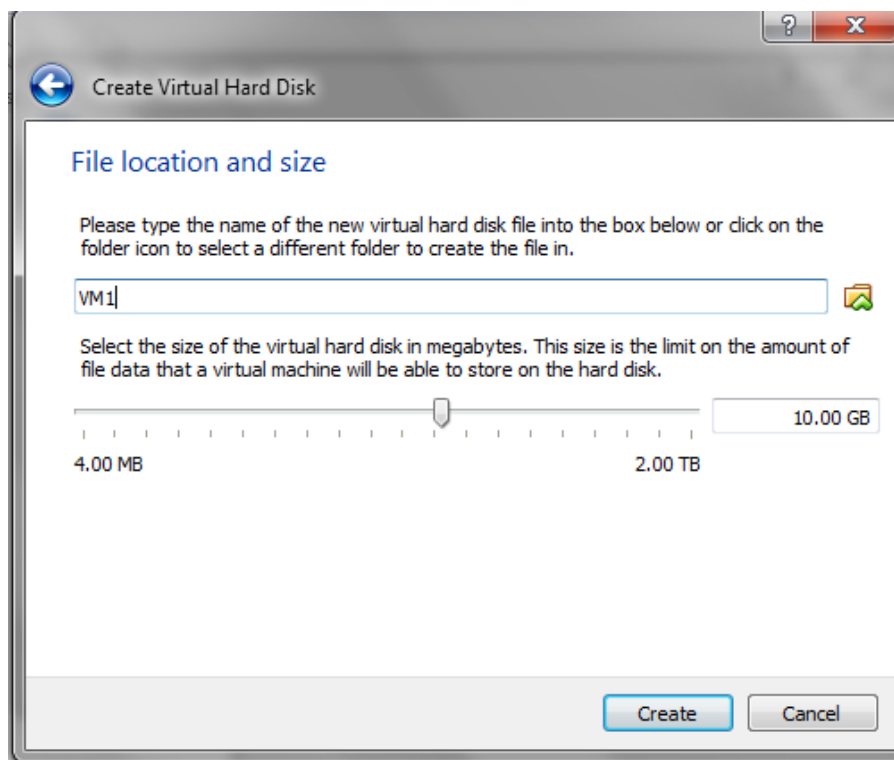 Create Virtual Hard Disk
File location and size
Please type the name of the new virtual hard disk file into the box below or click on the
folder icon to select a different folder to create the file in.
VM1
Select the size of the virtual hard disk in megabytes. This size is the limit on the amount of
file data that a virtual machine will be able to store on the hard disk.
10.00 GB
4.00 MB 2.00 TB
Create Cancel